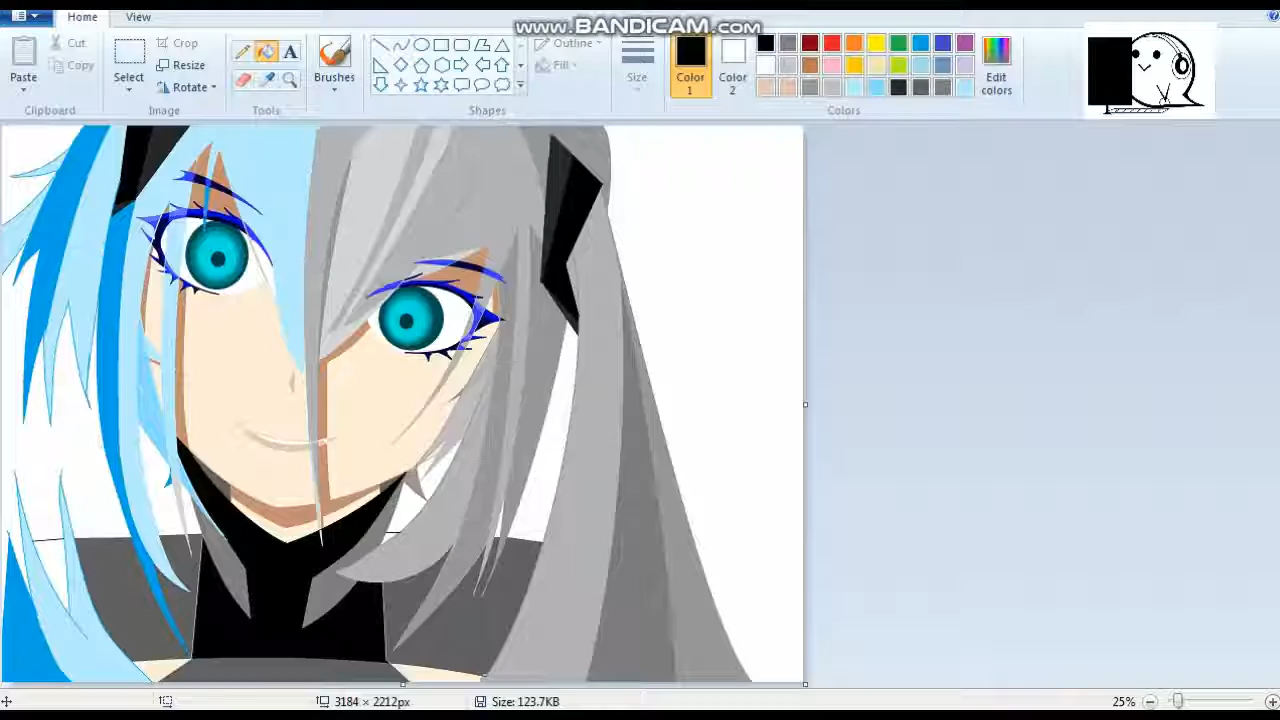 Home View
www.BANDICAM.com
Paste
Cut
Copy
Clipboard
Select
Crop
Resize
Rotate
Image
A
Tools
Brushes
Outline
Fill
Shapes
Size
Color
1
Color
2
Edit
colors
Colors
3184 × 2212px
Size: 123.7KB
25%